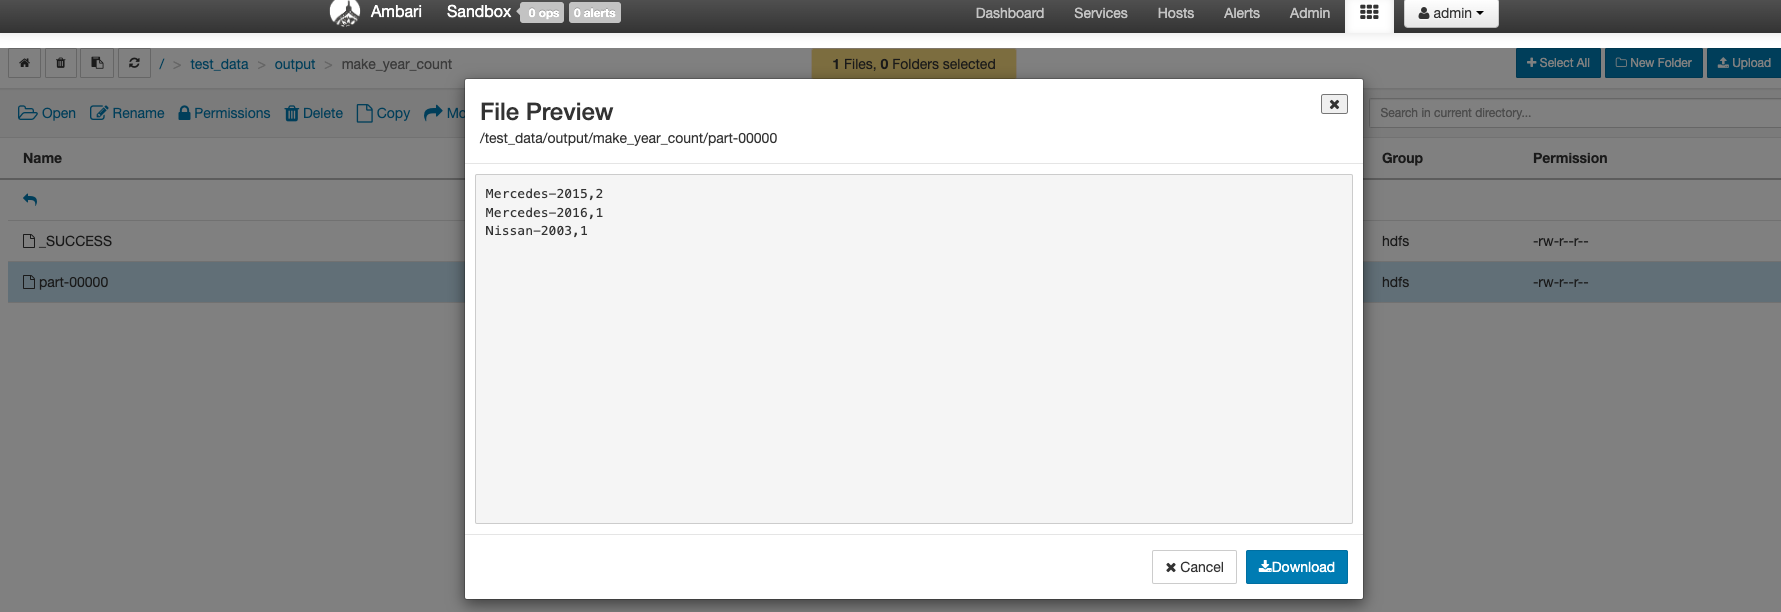 Ambari Sandbox 0 ops 0 alerts Dashboard Services Hosts Alerts Admin admin
/ > test_data > output > make_year_count 1 Files, 0 Folders selected + Select All New Folder Upload
Open Rename Permissions Delete Copy Search in current directory...
Name Group Permission
_SUCCESS hdfs -rw-r--r--
part-00000 hdfs -rw-r--r--
File Preview
/test_data/output/make_year_count/part-00000
Mercedes-2015,2
Mercedes-2016,1
Nissan-2003,1
Cancel Download